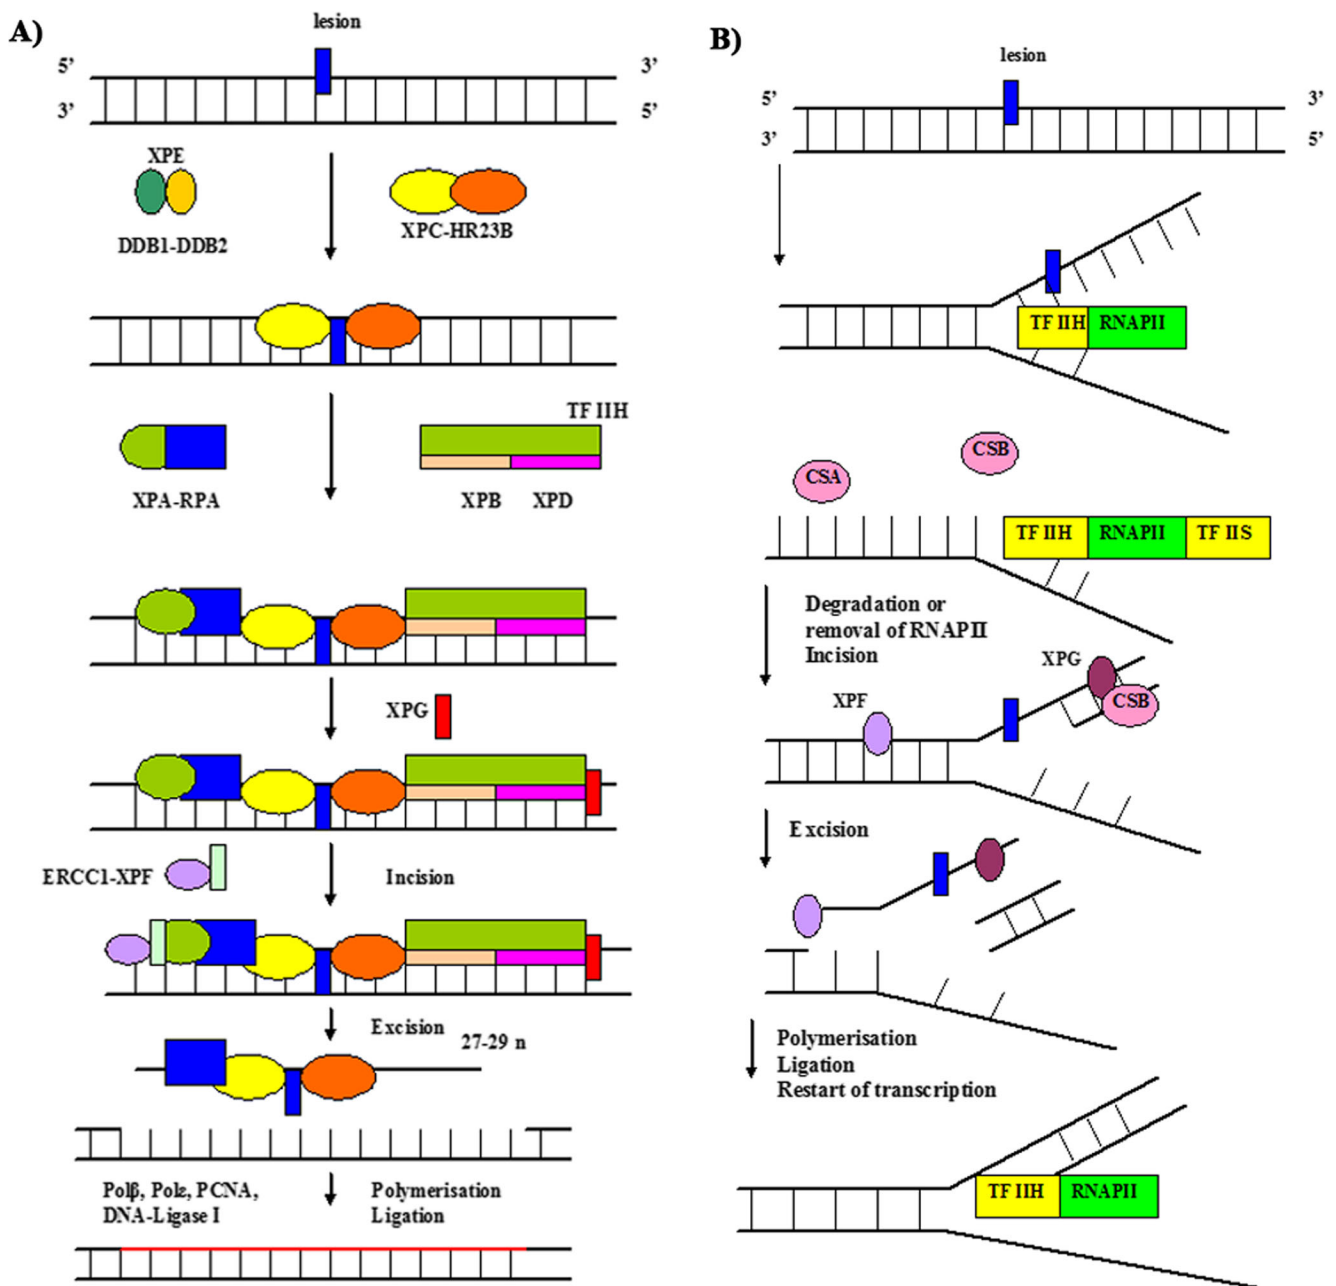 A)
lesion
5’ 3’
3’ 5’
XPE
DDB1-DDB2
XPC-HR23B
TF IIH
XPA-RPA
XPB XPD
XPG
ERCC1-XPF
Incision
Excision
27-29 n
Polβ, Polε, PCNA,
DNA-Ligase I
Polymerisation
Ligation
B)
lesion
5’ 3’
3’ 5’
TF IIH RNAPII
CSB
CSA
TF IIH RNAPII TF IIS
Degradation or
removal of RNAPII
Incision
XPG
XPF
CSB
Excision
Polymerisation
Ligation
Restart of transcription
TF IIH RNAPII